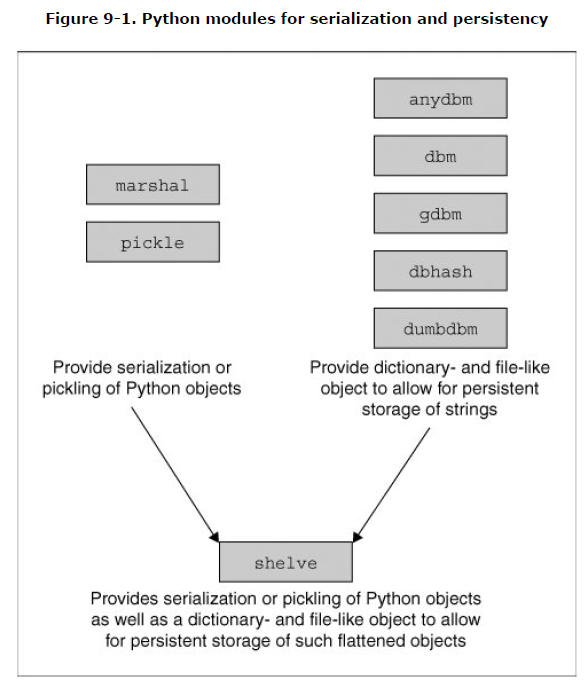 Figure 9-1. Python modules for serialization and persistency
marshal
pickle
Provide serialization or
pickling of Python objects
anydbm
dbm
gdbm
dbhash
dumbdbm
Provide dictionary- and file-like
object to allow for persistent
storage of strings
shelve
Provides serialization or pickling of Python objects
as well as a dictionary- and file-like object to allow
for persistent storage of such flattened objects